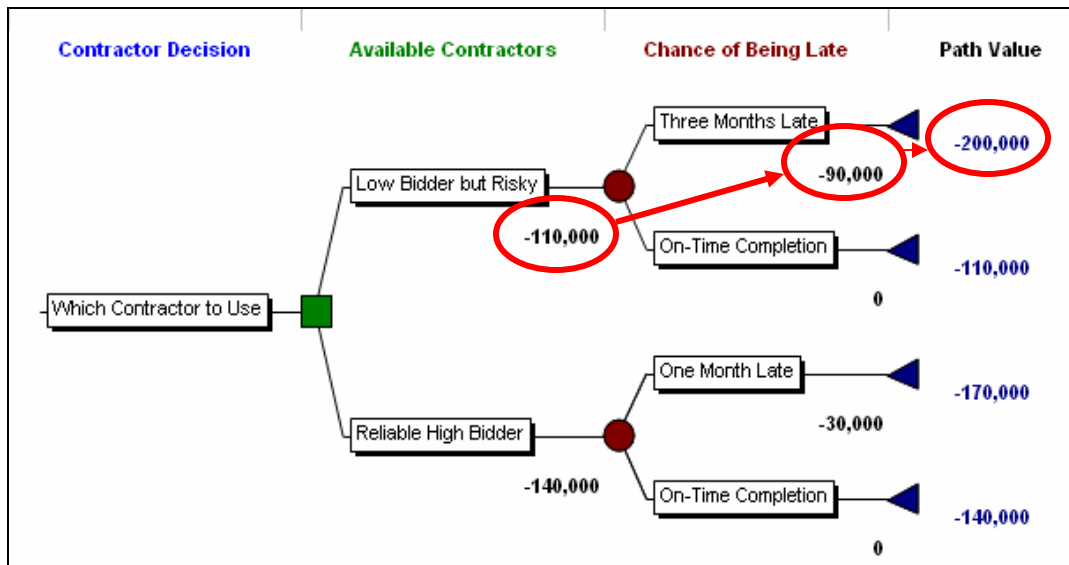 Contractor Decision
Available Contractors
Chance of Being Late
Path Value
Three Months Late
-200,000
-90,000
Low Bidder but Risky
-110,000
On-Time Completion
-110,000
0
Which Contractor to Use
One Month Late
-170,000
-30,000
Reliable High Bidder
-140,000
On-Time Completion
-140,000
0